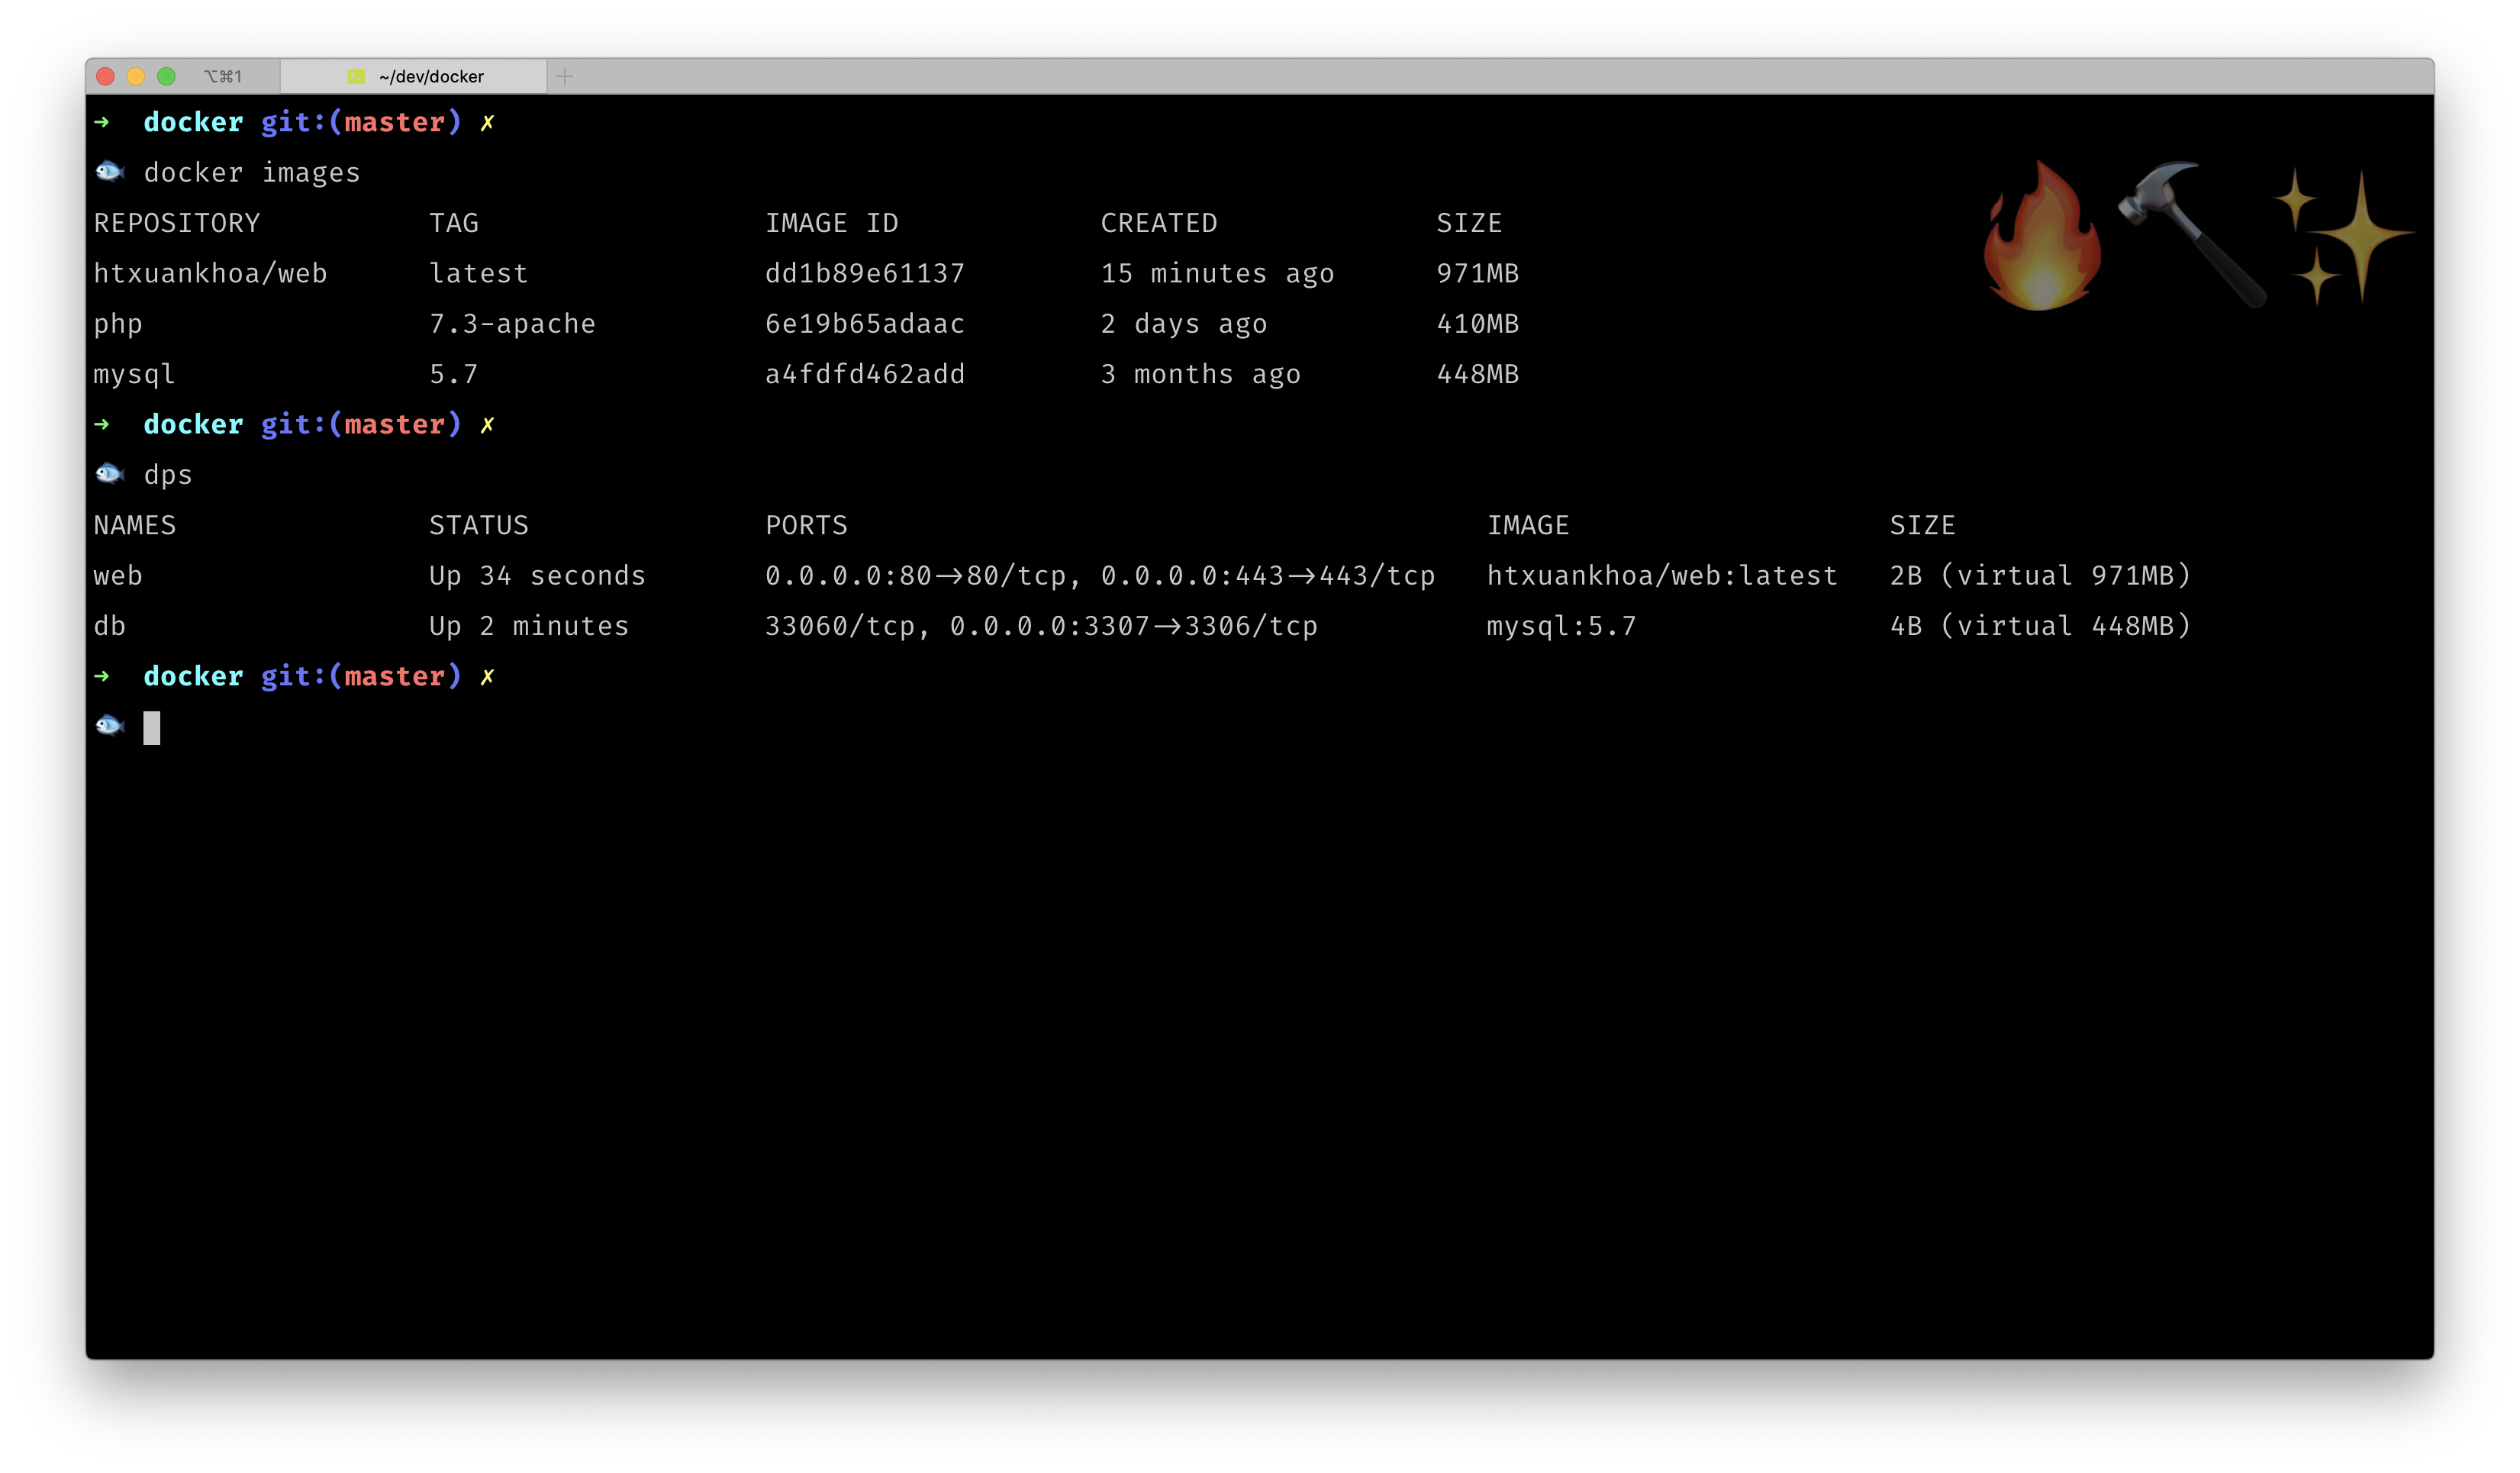 ⌥⌘1 ~/dev/docker +
➜ docker git:(master) ✗
🐟 docker images
REPOSITORY TAG IMAGE ID CREATED SIZE
htxuankhoa/web latest dd1b89e61137 15 minutes ago 971MB
php 7.3-apache 6e19b65adaac 2 days ago 410MB
mysql 5.7 a4fdfd462add 3 months ago 448MB
➜ docker git:(master) ✗
🐟 dps
NAMES STATUS PORTS IMAGE SIZE
web Up 34 seconds 0.0.0.0:80->80/tcp, 0.0.0.0:443->443/tcp htxuankhoa/web:latest 2B (virtual 971MB)
db Up 2 minutes 33060/tcp, 0.0.0.0:3307->3306/tcp mysql:5.7 4B (virtual 448MB)
➜ docker git:(master) ✗
🐟